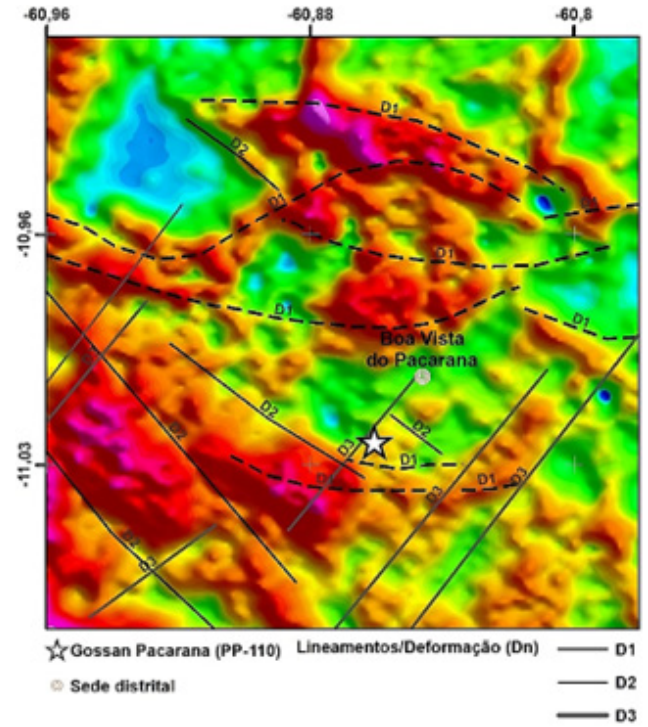 -60,96 -60,88 -60,8
D1
D2
D1
D1
-10,96
D1
D1
D1
Boa Vista
do Pacarana
D2
D2
D3
D2
D1
-11,03
D1
D1
D3
D3
D2
D3
Gossan Pacarana (PP-110) Lineamentos/Deformação (Dn)
D1
Sede distrital
D2
D3